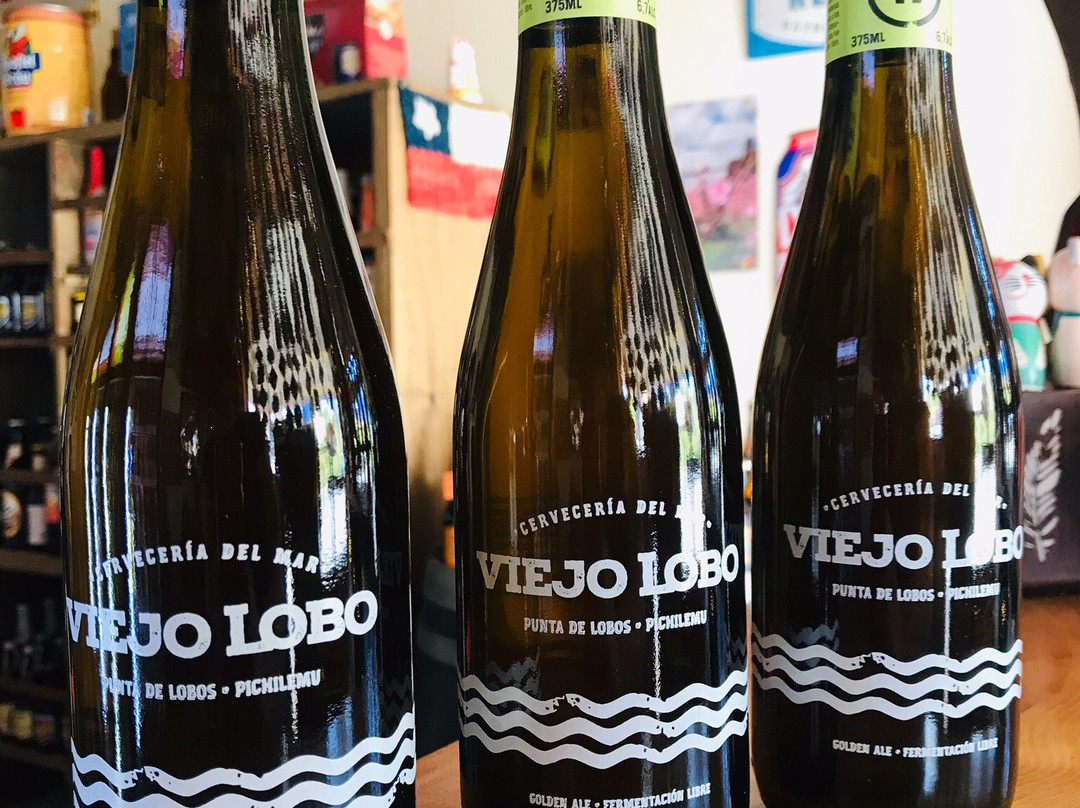 CERVECERÍA DEL MAR
VIEJO LOBO
PUNTA DE LOBOS • PICHILEMU
375ML
CERVECERÍA DEL
VIEJO LOBO
PUNTA DE LOBOS • PICHILEMU
GOLDEN ALE • FERMENTACIÓN LIBRE
375ML
CERVECERÍA DEL
VIEJO LOBO
PUNTA DE LOBOS • PICHILEMU
GOLDEN ALE • FERMENTACIÓN LIBRE